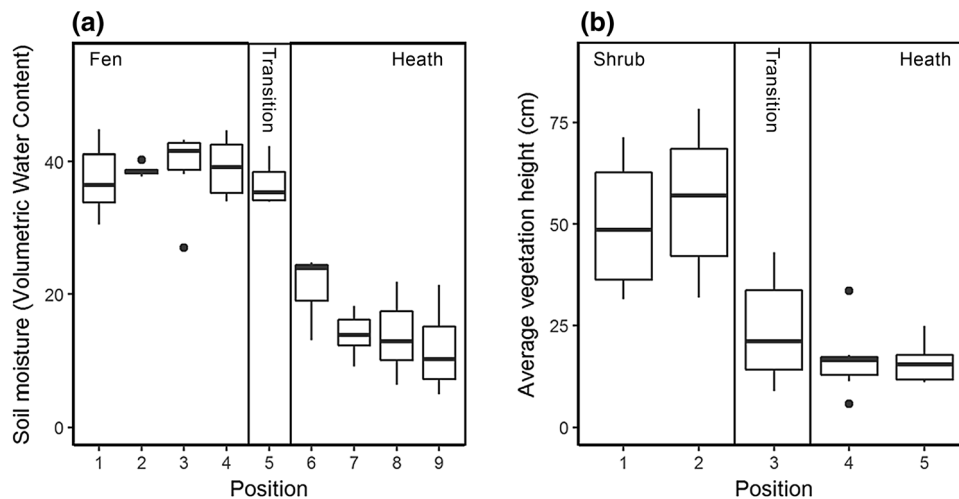 (a)
Soil moisture (Volumetric Water Content)
Fen
Transition
Heath
40
20
0
1 2 3 4 5 6 7 8 9
Position
(b)
Average vegetation height (cm)
Shrub
Transition
Heath
75
50
25
0
1 2 3 4 5
Position